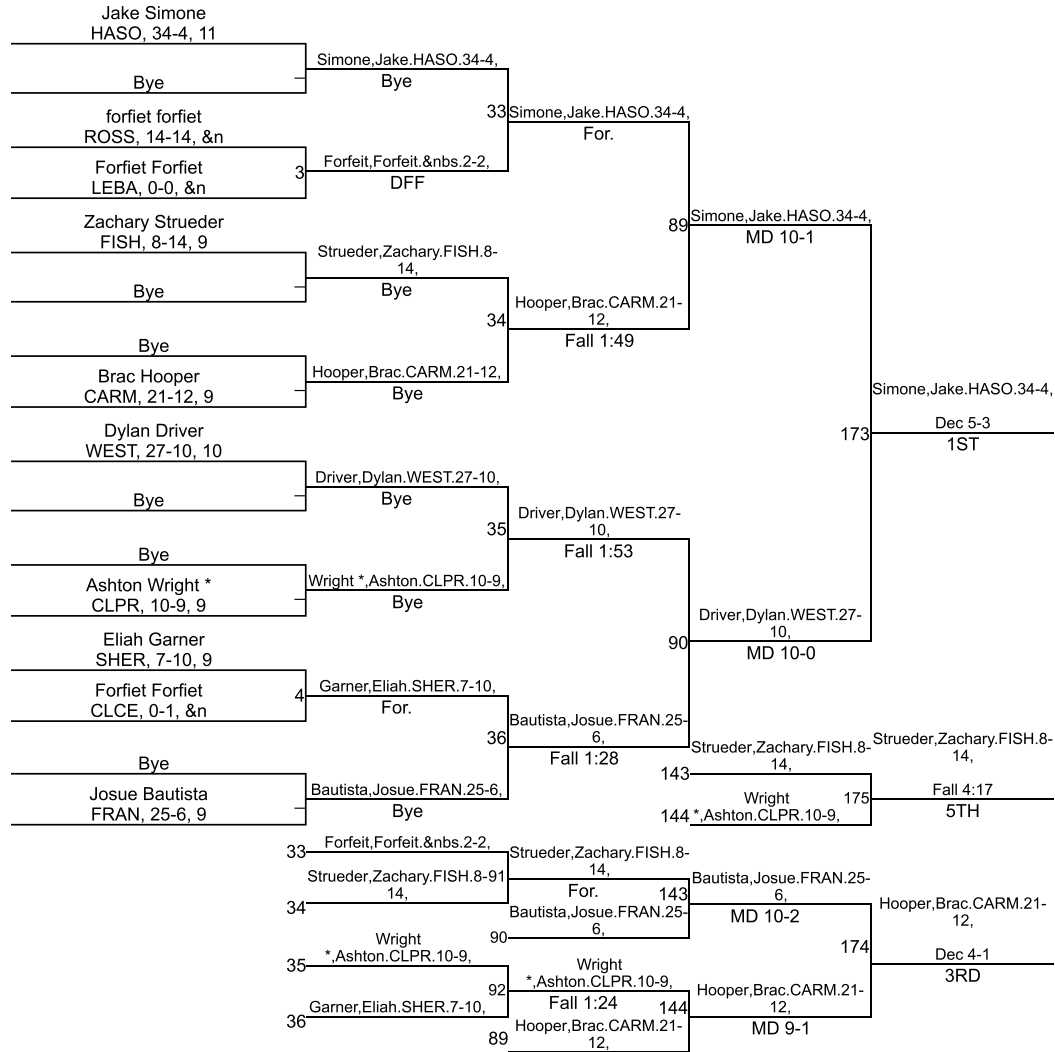 Jake Simone
HASO, 34-4, 11
Simone,Jake.HASO.34-4,
Bye
Bye
33
Simone,Jake.HASO.34-4,
For.
forfiet forfiet
ROSS, 14-14, &n
Forfiet Forfiet
LEBA, 0-0, &n
3
Forfeit,Forfeit.&nbs.2-2,
DFF
89
Simone,Jake.HASO.34-4,
MD 10-1
Zachary Strueder
FISH, 8-14, 9
Strueder,Zachary.FISH.8-
14,
Bye
Bye
34
Hooper,Brac.CARM.21-
12,
Fall 1:49
Bye
Brac Hooper
CARM, 21-12, 9
Hooper,Brac.CARM.21-12,
Bye
Simone,Jake.HASO.34-4,
173
Dec 5-3
1ST
Dylan Driver
WEST, 27-10, 10
Driver,Dylan.WEST.27-10,
Bye
Bye
35
Driver,Dylan.WEST.27-
10,
Fall 1:53
Bye
Ashton Wright *
CLPR, 10-9, 9
Wright *,Ashton.CLPR.10-9,
Bye
90
Driver,Dylan.WEST.27-
10,
MD 10-0
Eliah Garner
SHER, 7-10, 9
Forfiet Forfiet
CLCE, 0-1, &n
4
Garner,Eliah.SHER.7-10,
For.
36
Bautista,Josue.FRAN.25-
6,
Fall 1:28
Bye
Josue Bautista
FRAN, 25-6, 9
Bautista,Josue.FRAN.25-6,
Bye
143
Strueder,Zachary.FISH.8-
14,
144
Wright
*,Ashton.CLPR.10-9,
175
Strueder,Zachary.FISH.8-
14,
Fall 4:17
5TH
33
Forfeit,Forfeit.&nbs.2-2,
34
Strueder,Zachary.FISH.8-
14,
91
Strueder,Zachary.FISH.8-
14,
For.
90
Bautista,Josue.FRAN.25-
6,
143
Bautista,Josue.FRAN.25-
6,
MD 10-2
35
Wright
*,Ashton.CLPR.10-9,
36
Garner,Eliah.SHER.7-10,
92
Wright
*,Ashton.CLPR.10-9,
Fall 1:24
89
Hooper,Brac.CARM.21-
12,
144
Hooper,Brac.CARM.21-
12,
MD 9-1
174
Hooper,Brac.CARM.21-
12,
Dec 4-1
3RD